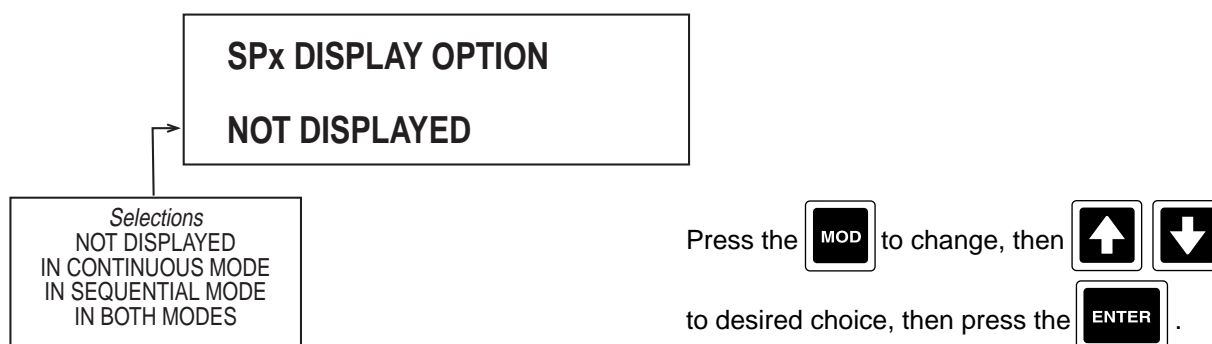 SPx DISPLAY OPTION
NOT DISPLAYED
Selections
NOT DISPLAYED
IN CONTINUOUS MODE
IN SEQUENTIAL MODE
IN BOTH MODES
Press the MOD to change, then
to desired choice, then press the ENTER .